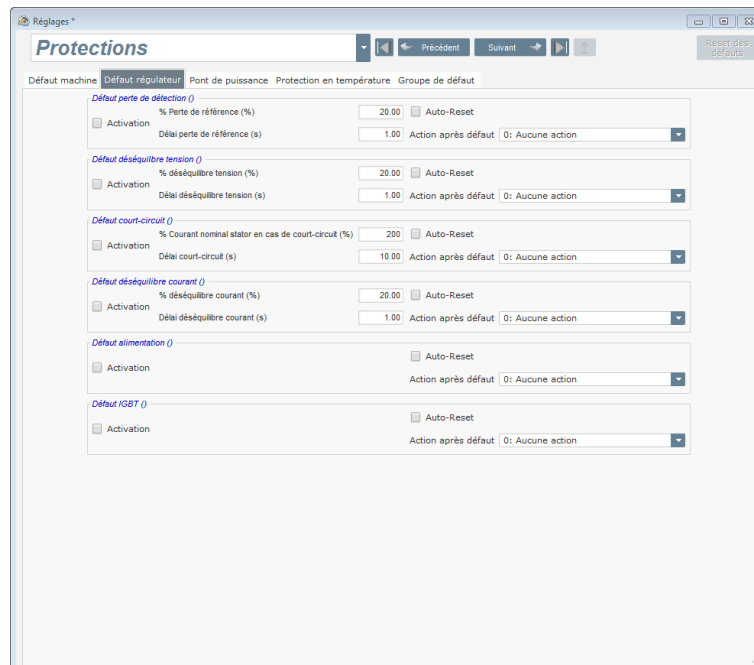 Réglages *
Protections
Précédent
Suivant
Reset des
défauts
Défaut machine Défaut régulateur Pont de puissance Protection en température Groupe de défaut
Défaut perte de détection ()
Activation
% Perte de référence (%) 20.00 Auto-Reset
Délai perte de référence (s) 1.00 Action après défaut 0: Aucune action
Défaut déséquilbre tension ()
Activation
% déséquilibre tension (%) 20.00 Auto-Reset
Délai déséquilibre tension (s) 1.00 Action après défaut 0: Aucune action
Défaut court-circuit ()
Activation
% Courant nominal stator en cas de court-circuit (%) 200 Auto-Reset
Délai court-circuit (s) 10.00 Action après défaut 0: Aucune action
Défaut déséquilibre courant ()
Activation
% déséquilibre courant (%) 20.00 Auto-Reset
Délai déséquilibre courant (s) 1.00 Action après défaut 0: Aucune action
Défaut alimentation ()
Activation
Auto-Reset
Action après défaut 0: Aucune action
Défaut IGBT ()
Activation
Auto-Reset
Action après défaut 0: Aucune action